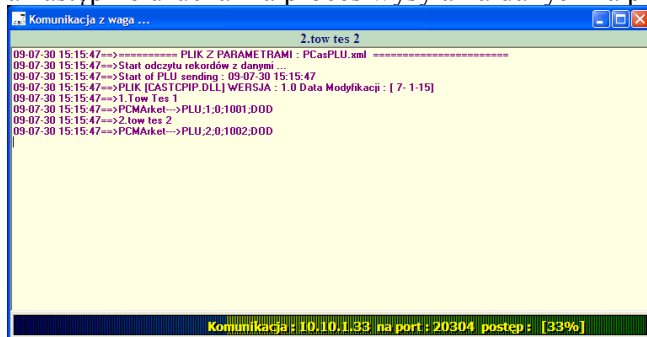 Komunikacja z waga ...
2.tow tes 2
09-07-30 15:15:47==>========== PLIK Z PARAMETRAMI : PCasPLU.xml =======================
09-07-30 15:15:47==>Start odczytu rekordów z danymi ...
09-07-30 15:15:47==>Start of PLU sending : 09-07-30 15:15:47
09-07-30 15:15:47==>PLIK [CASTCPIP.DLL] WERSJA : 1.0 Data Modyfikacji : [ 7- 1-15]
09-07-30 15:15:47==>1.Tow Tes 1
09-07-30 15:15:47==>PCMArket--->PLU;1;0;1001;DOD
09-07-30 15:15:47==>2.tow tes 2
09-07-30 15:15:47==>PCMArket--->PLU;2;0;1002;DOD
Komunikacja : 10.10.1.33 na port : 20304 postęp : [33%]